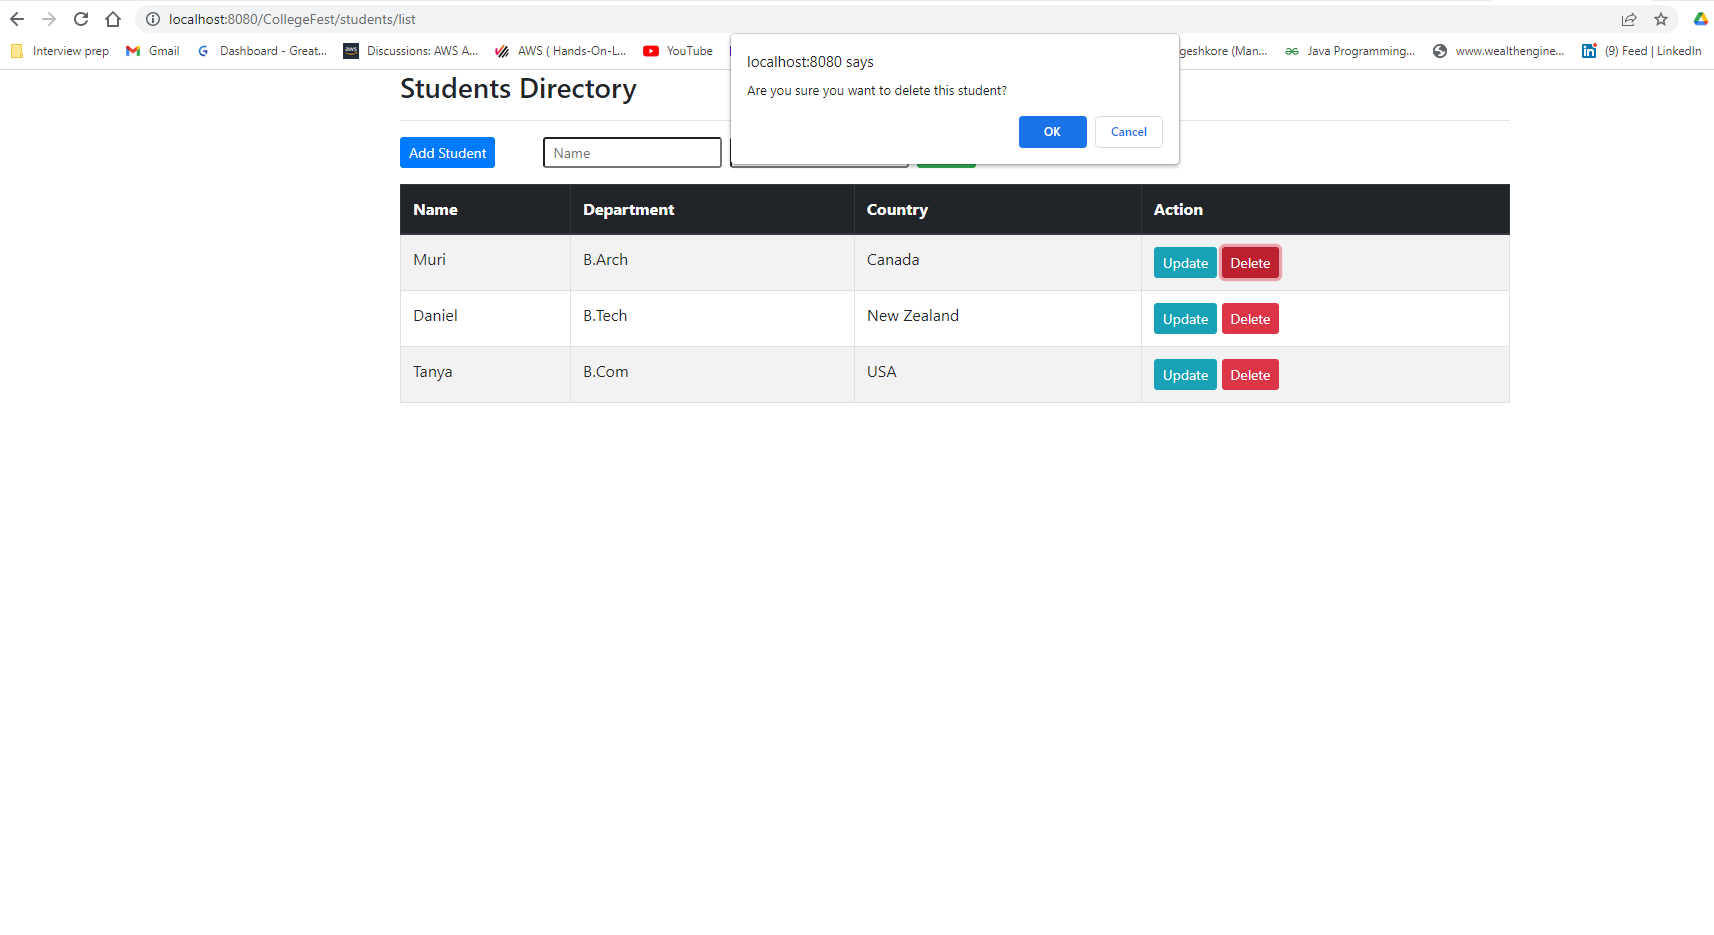 localhost:8080/CollegeFest/students/list
Interview prep Gmail Dashboard - Great... aws Discussions: AWS A... AWS ( Hands-On-L... YouTube geshkore (Man... Java Programming... www.wealthengine... (9) Feed | LinkedIn
localhost:8080 says
Are you sure you want to delete this student?
OK Cancel
Students Directory
Add Student Name
Name Department Country Action
Muri B.Arch Canada Update Delete
Daniel B.Tech New Zealand Update Delete
Tanya B.Com USA Update Delete